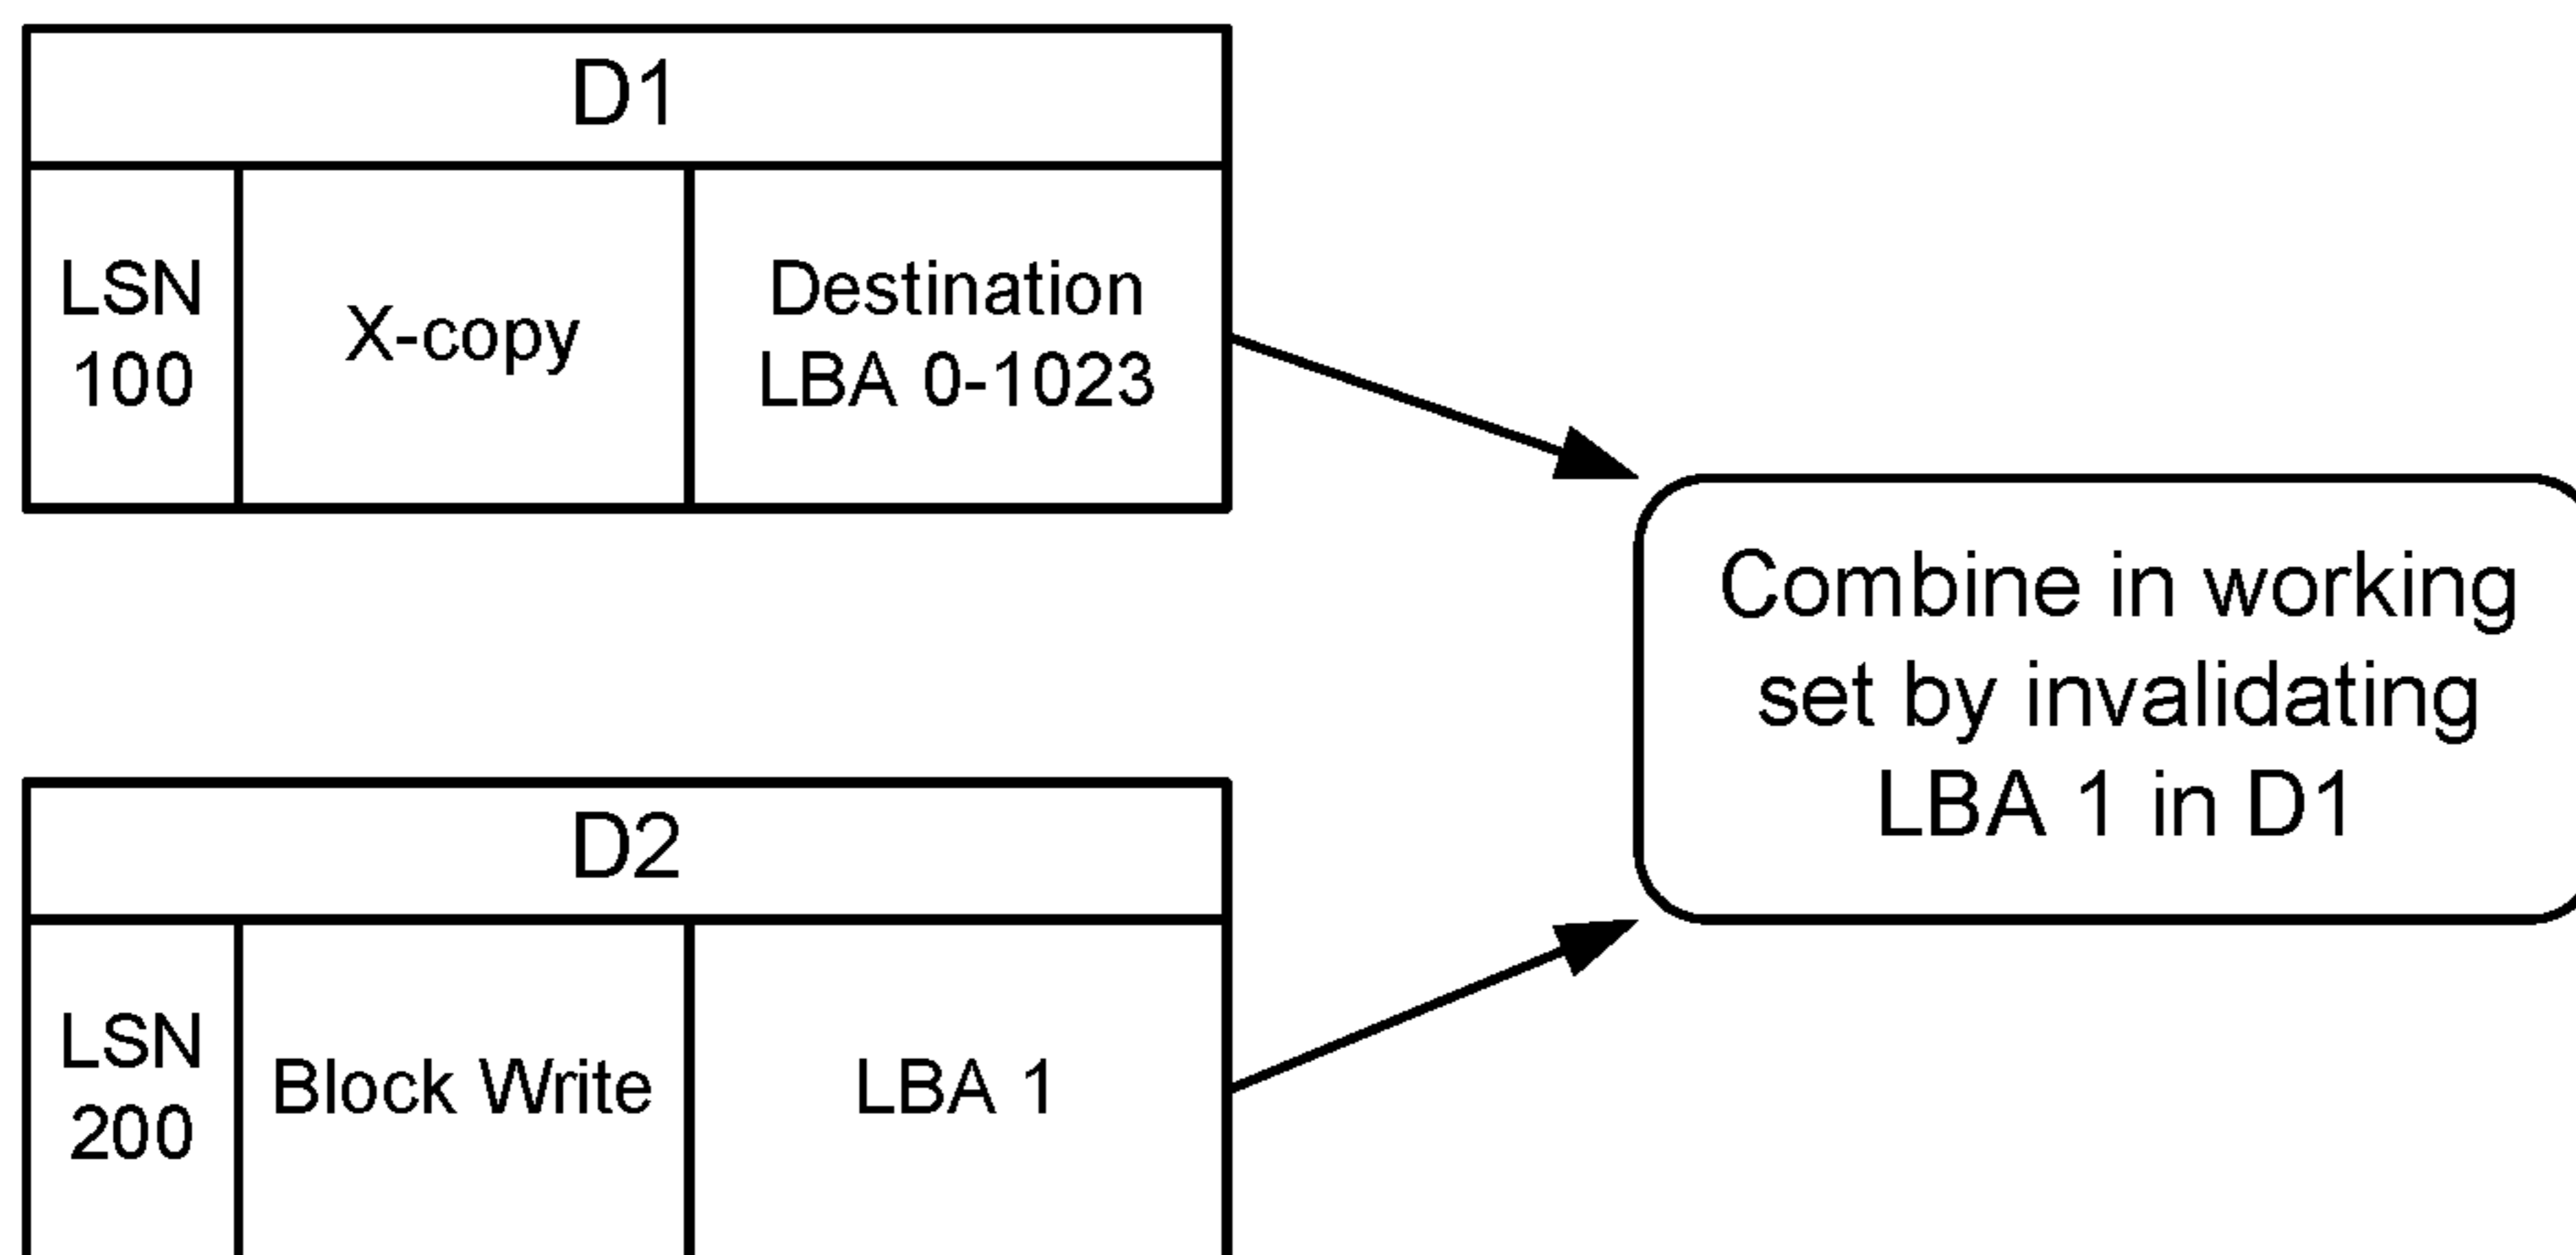 D1
LSN
100
X-copy
Destination
LBA 0-1023
Combine in working
set by invalidating
LBA 1 in D1
D2
LSN
200
Block Write
LBA 1